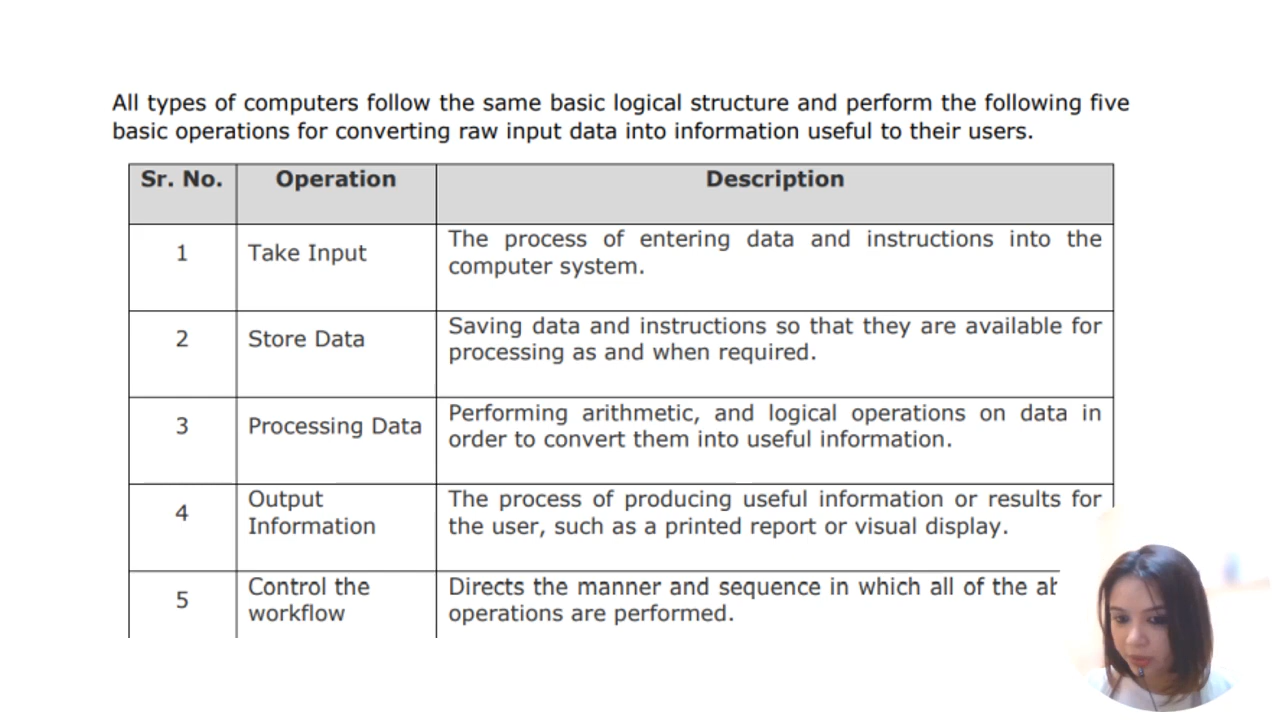 All types of computers follow the same basic logical structure and perform the following five
basic operations for converting raw input data into information useful to their users.
Sr. No. Operation Description
1 Take Input The process of entering data and instructions into the
computer system.
2 Store Data Saving data and instructions so that they are available for
processing as and when required.
3 Processing Data Performing arithmetic, and logical operations on data in
order to convert them into useful information.
4 Output Information The process of producing useful information or results for
the user, such as a printed report or visual display.
5 Control the workflow Directs the manner and sequence in which all of the
operations are performed.